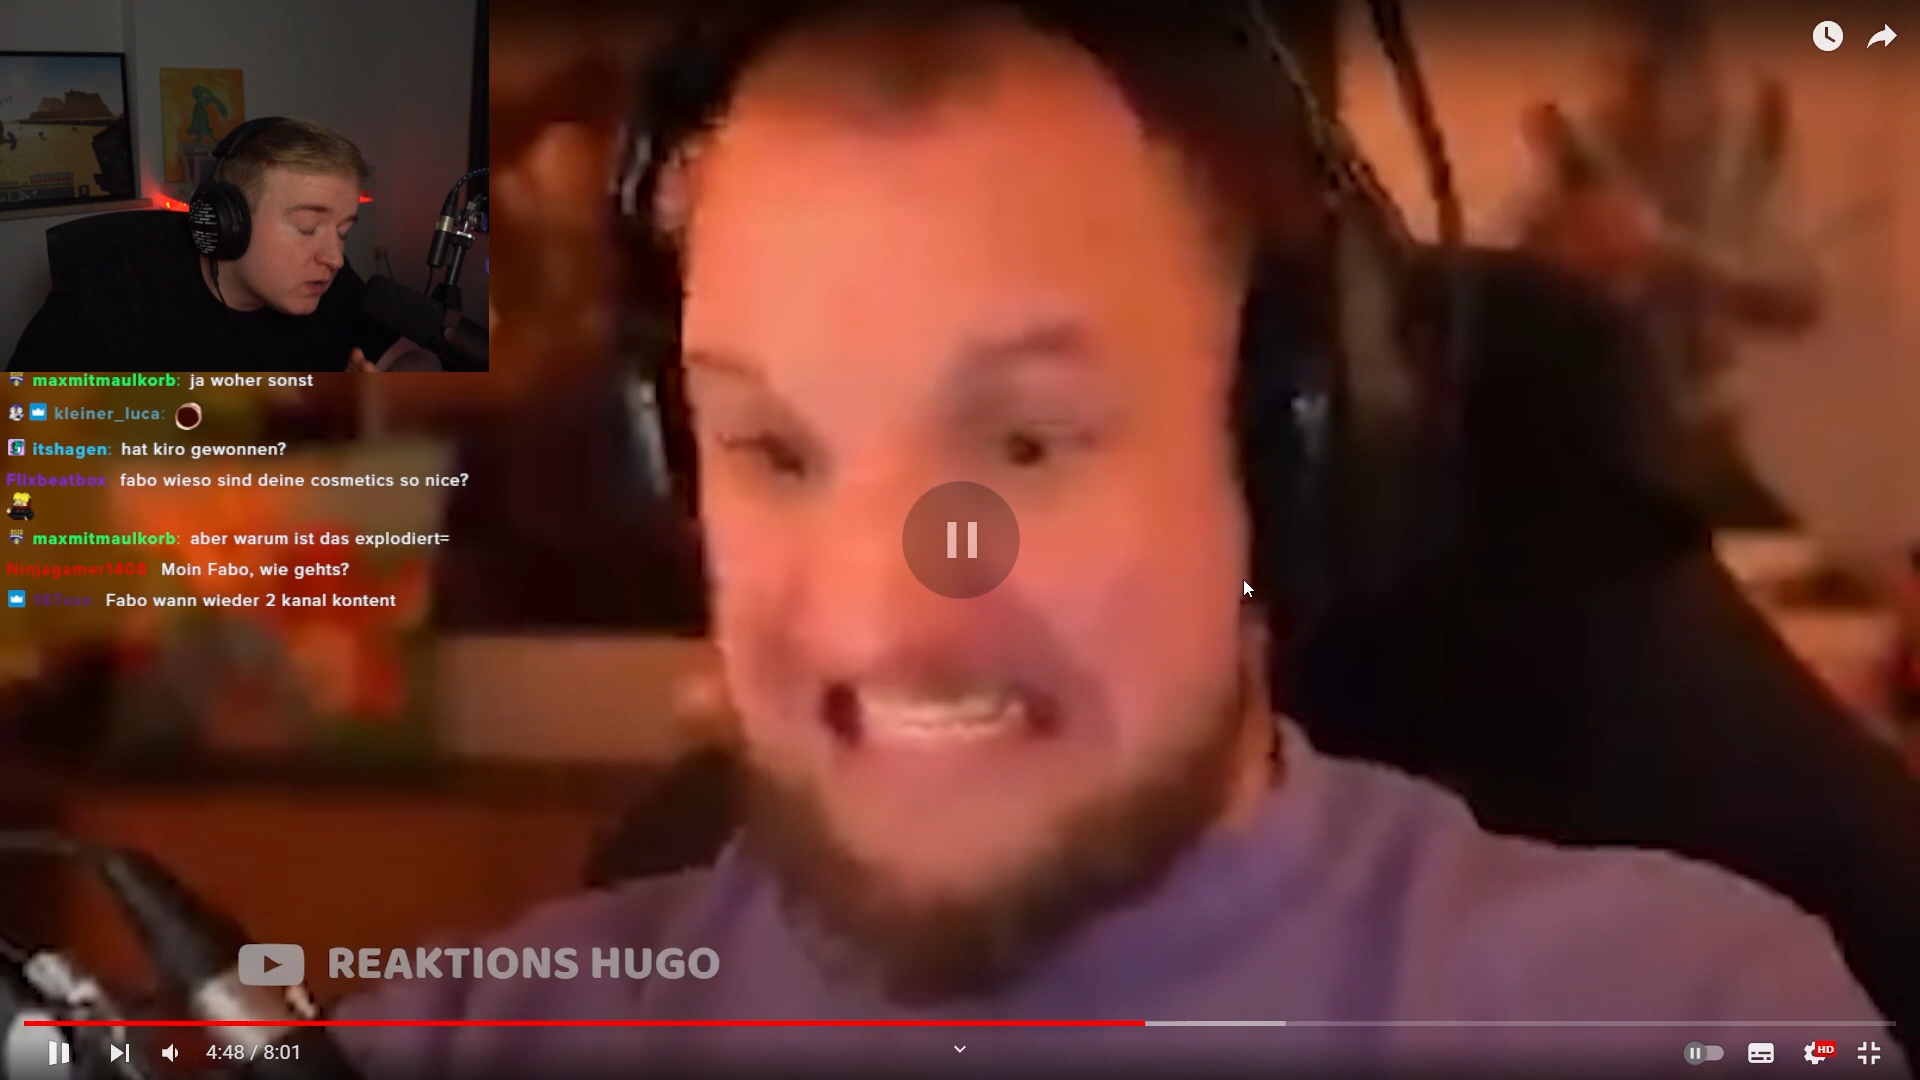 maxmitmaulkorb: ja woher sonst
kleiner_luca:
itshagen: hat kiro gewonnen?
Flixbeatbox fabo wieso sind deine cosmetics so nice?
maxmitmaulkorb: aber warum ist das explodiert=
Ninjagamer1408 Moin Fabo, wie gehts?
Fabo wann wieder 2 kanal kontent
REAKTIONS HUGO
4:48 / 8:01
HD